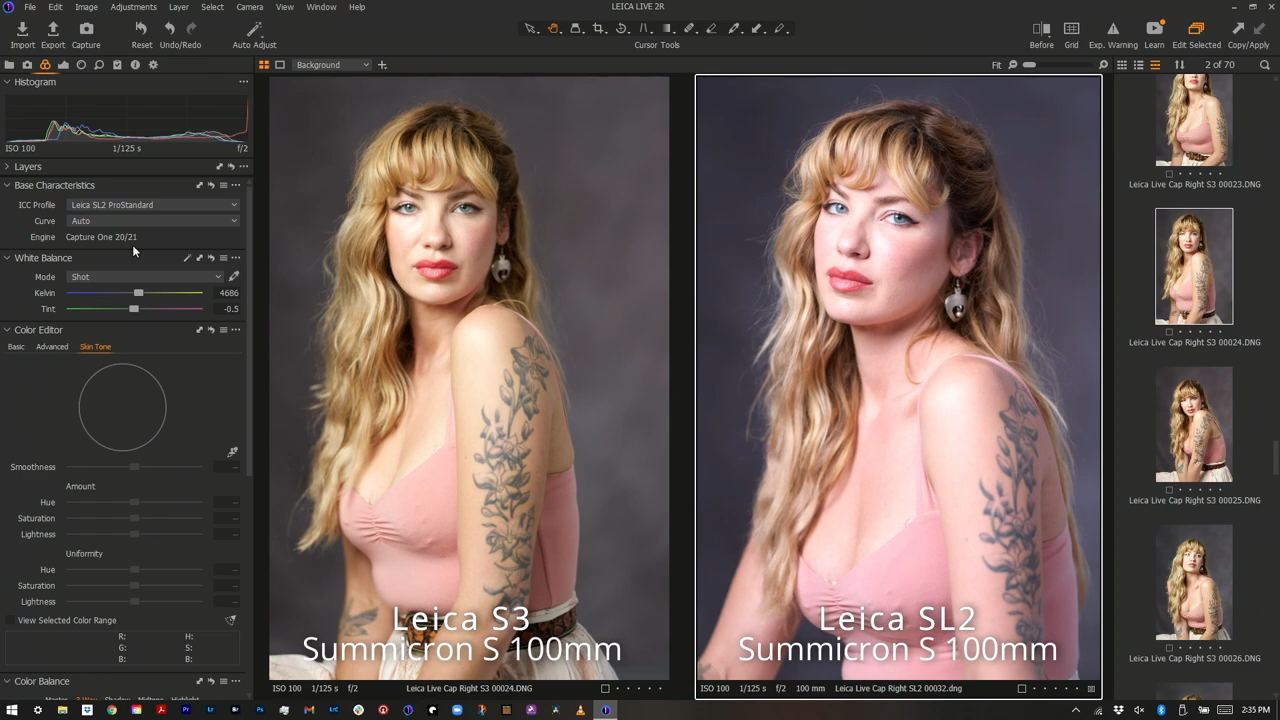 File Edit View Adjustments Layer Select Image Camera View Window Help
LEICA LIVE 2R
Import Export Capture Reset Undo/Redo Auto Adjust Cursor Tools Before Grid Exp. Warning Learn Edit Selected Copy/Apply
Background
Fit
2 of 70
Histogram
ISO 100 1/125 s f/2
Layers
Base Characteristics
ICC Profile Leica SL2 ProStandard
Curve Auto
Engine Capture One 20/21
White Balance
Mode Shot
Kelvin 4686
Tint -0.5
Color Editor
Basic Advanced Skin Tone
Smoothness
Amount
Hue
Saturation
Lightness
Uniformity
Hue
Saturation
Lightness
View Selected Color Range
R: H:
G: S:
B: B:
Color Balance
Master 3-Way Shadow Midtone Highlight
Leica S3
Summicron S 100mm
ISO 100 1/125 s f/2 Leica Live Cap Right S3 00024.DNG
Leica SL2
Summicron S 100mm
ISO 100 1/125 s f/2 100 mm Leica Live Cap Right SL2 00032.dng
Leica Live Cap Right S3 00023.DNG
Leica Live Cap Right S3 00024.DNG
Leica Live Cap Right S3 00025.DNG
Leica Live Cap Right S3 00026.DNG
2:35 PM